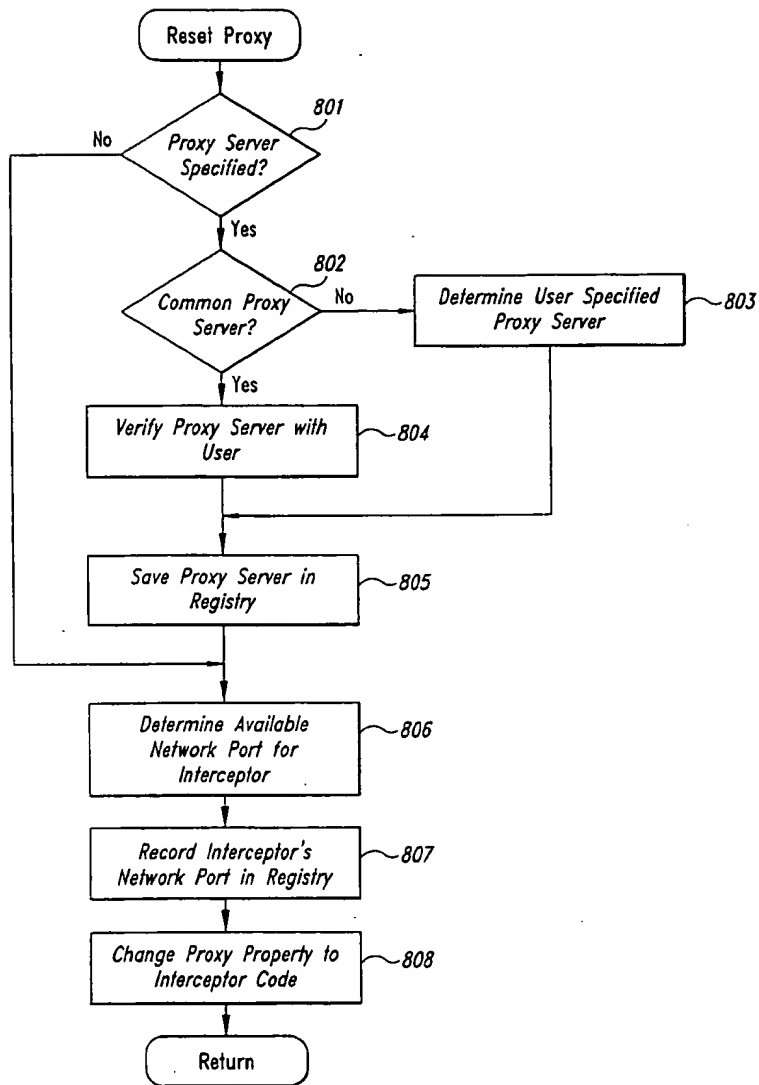 Reset Proxy
801
No
Proxy Server
Specified?
Yes
802
Common Proxy
Server?
No
Determine User Specified
Proxy Server
803
Yes
Verify Proxy Server with
User
804
Save Proxy Server in
Registry
805
Determine Available
Network Port for
Interceptor
806
Record Interceptor's
Network Port in Registry
807
Change Proxy Property to
Interceptor Code
808
Return